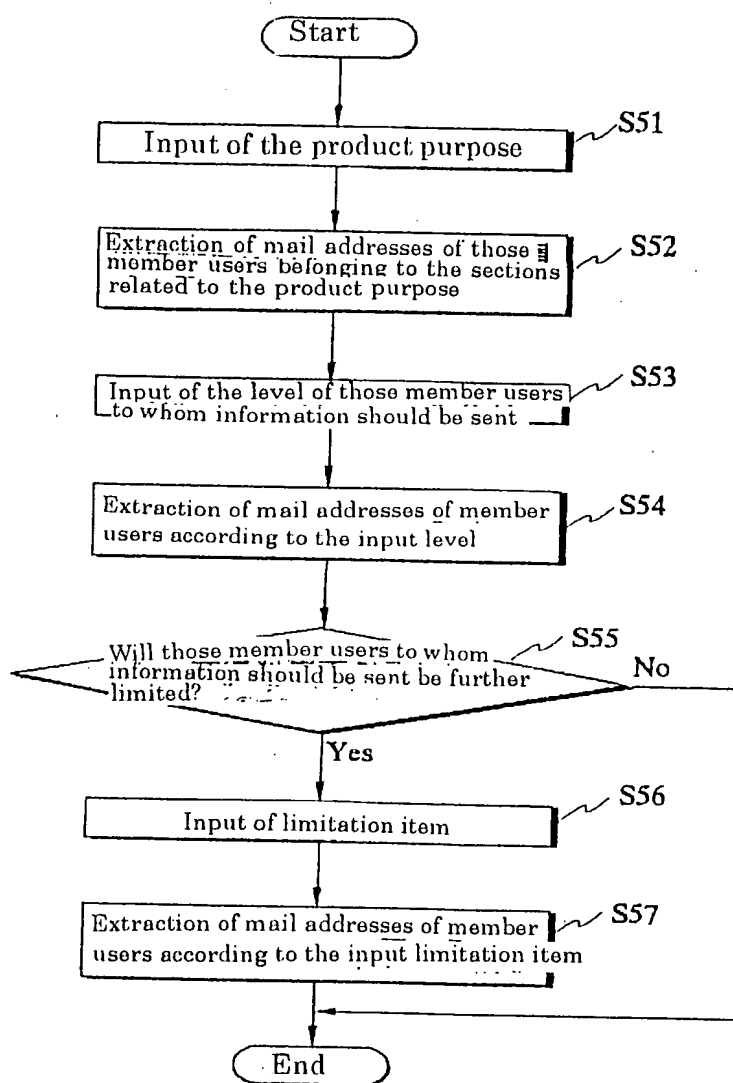 Start
S51
Input of the product purpose
Extraction of mail addresses of those
member users belonging to the sections
related to the product purpose
S52
S53
Input of the level of those member users
to whom information should be sent
S54
Extraction of mail addresses of member
users according to the input level
S55
Will those member users to whom
information should be sent be further
limited?
No
Yes
S56
Input of limitation item
S57
Extraction of mail addresses of member
users according to the input limitation item
End